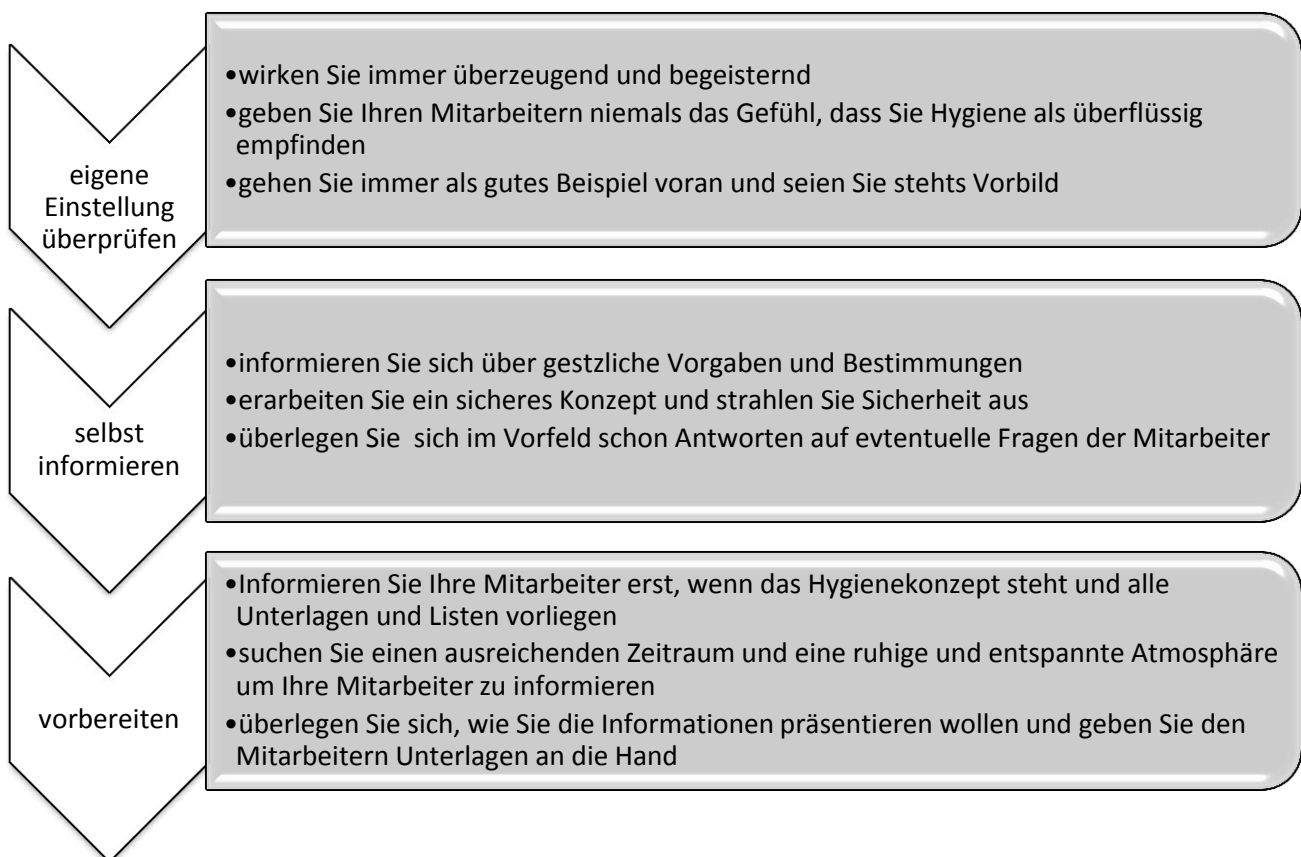 eigene
Einstellung
überprüfen
•wirken Sie immer überzeugend und begeisternd
•geben Sie Ihren Mitarbeitern niemals das Gefühl, dass Sie Hygiene als überflüssig
empfinden
•gehen Sie immer als gutes Beispiel voran und seien Sie stehts Vorbild
selbst
informieren
•informieren Sie sich über gestzliche Vorgaben und Bestimmungen
•erarbeiten Sie ein sicheres Konzept und strahlen Sie Sicherheit aus
•überlegen Sie  sich im Vorfeld schon Antworten auf evtentuelle Fragen der Mitarbeiter
vorbereiten
•Informieren Sie Ihre Mitarbeiter erst, wenn das Hygienekonzept steht und alle
Unterlagen und Listen vorliegen
•suchen Sie einen ausreichenden Zeitraum und eine ruhige und entspannte Atmosphäre
um Ihre Mitarbeiter zu informieren
•überlegen Sie sich, wie Sie die Informationen präsentieren wollen und geben Sie den
Mitarbeitern Unterlagen an die Hand